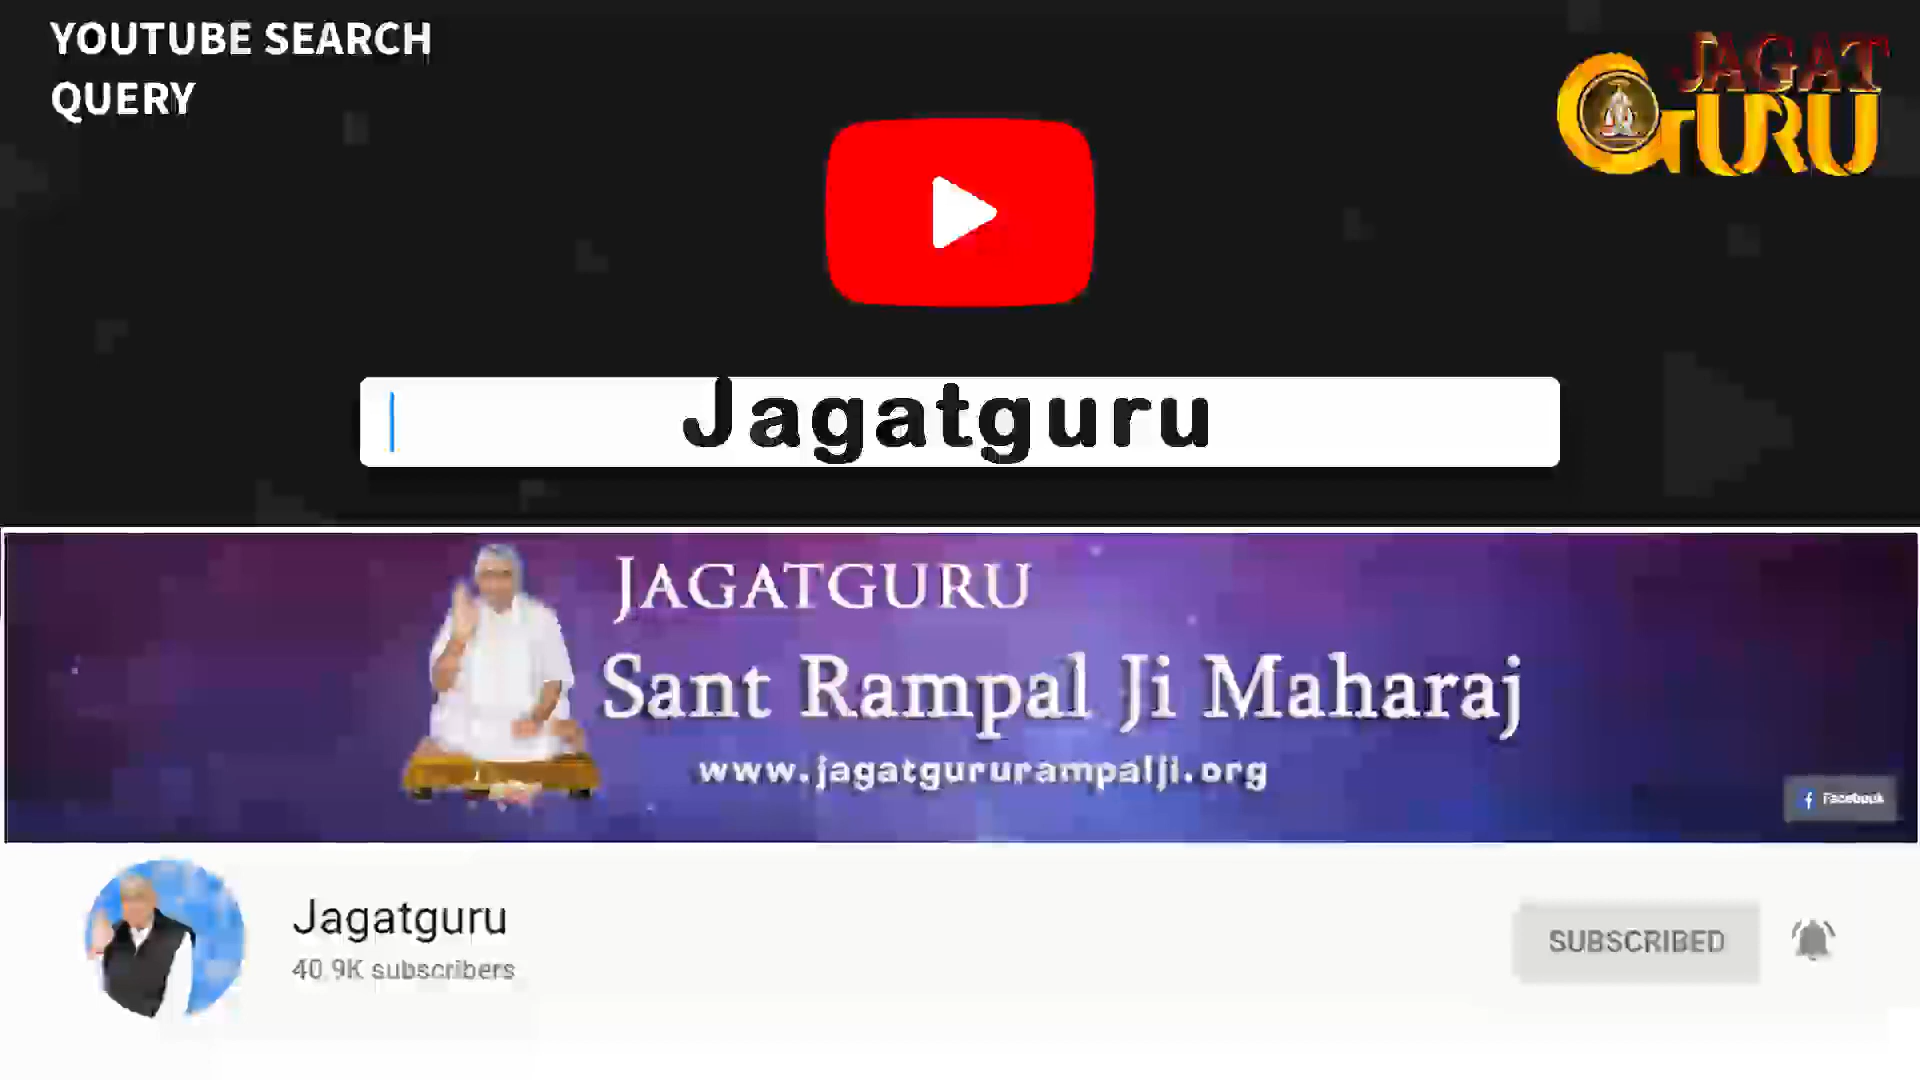 YOUTUBE SEARCH
QUERY
JAGAT
GURU
Jagatguru
JAGATGURU
Sant Rampal Ji Maharaj
www.jagatgururampalji.org
Facebook
Jagatguru
40.9K subscribers
SUBSCRIBED